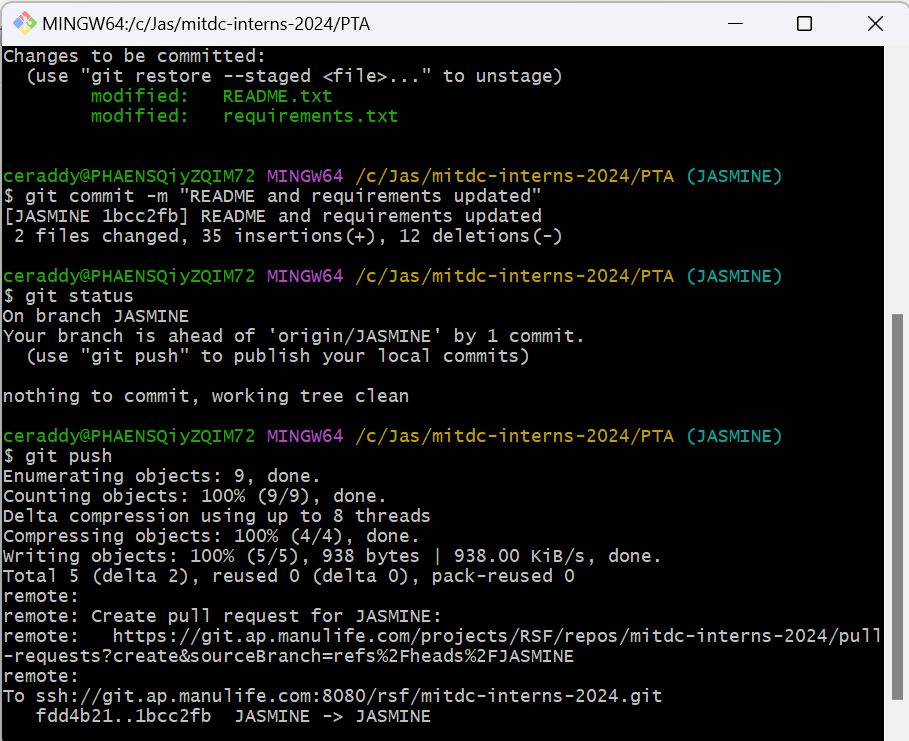 MINGW64:/c/Jas/mitdc-interns-2024/PTA
Changes to be committed:
  (use "git restore --staged <file>..." to unstage)
        modified:   README.txt
        modified:   requirements.txt
ceraddy@PHAENSQiyZQIM72 MINGW64 /c/Jas/mitdc-interns-2024/PTA (JASMINE)
$ git commit -m "README and requirements updated"
[JASMINE 1bcc2fb] README and requirements updated
 2 files changed, 35 insertions(+), 12 deletions(-)
ceraddy@PHAENSQiyZQIM72 MINGW64 /c/Jas/mitdc-interns-2024/PTA (JASMINE)
$ git status
On branch JASMINE
Your branch is ahead of 'origin/JASMINE' by 1 commit.
  (use "git push" to publish your local commits)
nothing to commit, working tree clean
ceraddy@PHAENSQiyZQIM72 MINGW64 /c/Jas/mitdc-interns-2024/PTA (JASMINE)
$ git push
Enumerating objects: 9, done.
Counting objects: 100% (9/9), done.
Delta compression using up to 8 threads
Compressing objects: 100% (4/4), done.
Writing objects: 100% (5/5), 938 bytes | 938.00 KiB/s, done.
Total 5 (delta 2), reused 0 (delta 0), pack-reused 0
remote:
remote: Create pull request for JASMINE:
remote:   https://git.ap.manulife.com/projects/RSF/repos/mitdc-interns-2024/pull
-requests?create&sourceBranch=refs%2Fheads%2FJASMINE
remote:
To ssh://git.ap.manulife.com:8080/rsf/mitdc-interns-2024.git
   fdd4b21..1bcc2fb  JASMINE -> JASMINE